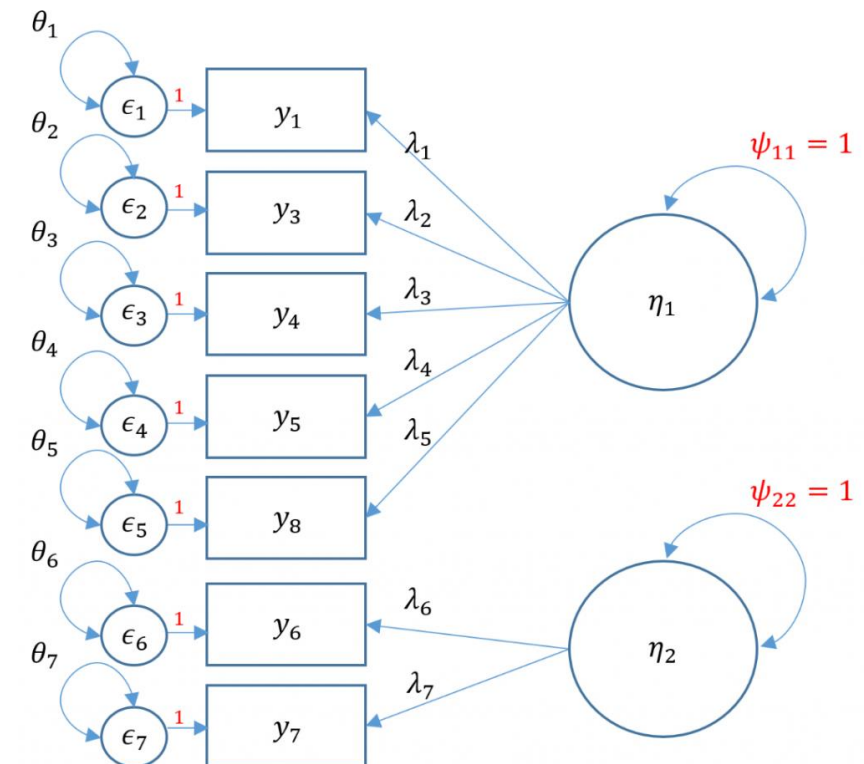 θ₁
ϵ₁ 1 y₁
λ₁
ψ₁₁ = 1
θ₂
ϵ₂ 1 y₃
λ₂
θ₃
ϵ₃ 1 y₄
λ₃
η₁
θ₄
ϵ₄ 1 y₅
λ₄
θ₅
ϵ₅ 1 y₈
λ₅
ψ₂₂ = 1
θ₆
ϵ₆ 1 y₆
λ₆
η₂
θ₇
ϵ₇ 1 y₇
λ₇